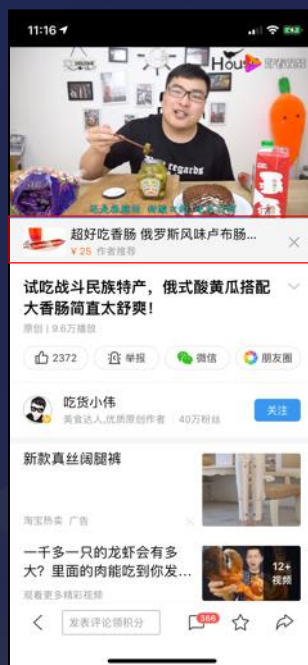 11:16
Hous
超好吃香肠 俄罗斯风味卢布肠...
¥25 作者推荐
试吃战斗民族特产，俄式酸黄瓜搭配
大香肠简直太舒爽！
原创 | 9.6万播放
2372
举报
微信
朋友圈
吃货小伟
美食达人,优质原创作者 | 40万粉丝
关注
新款真丝阔腿裤
淘宝热卖 广告
一千多一只的龙虾会有多
大？里面的肉能吃到你发...
观看更多精彩视频
12+
视频
发表评论领积分
366